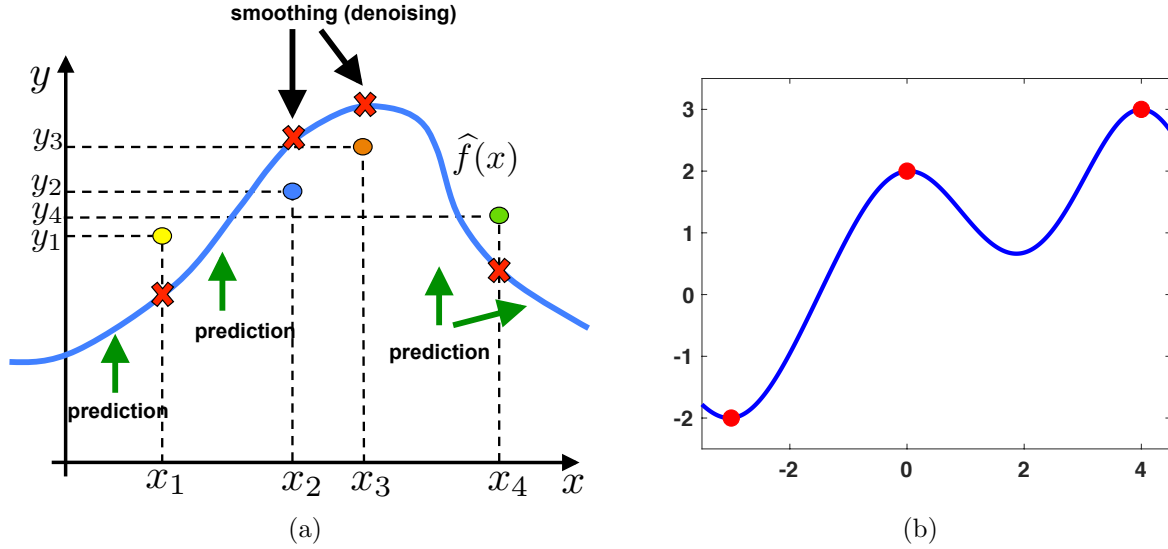 smoothing (denoising)
y
y₃
y₂
y₄
y₁
f̂(x)
prediction
prediction
prediction
x₁
x₂
x₃
x₄
x
(a)
3
2
1
0
-1
-2
-2
0
2
4
(b)